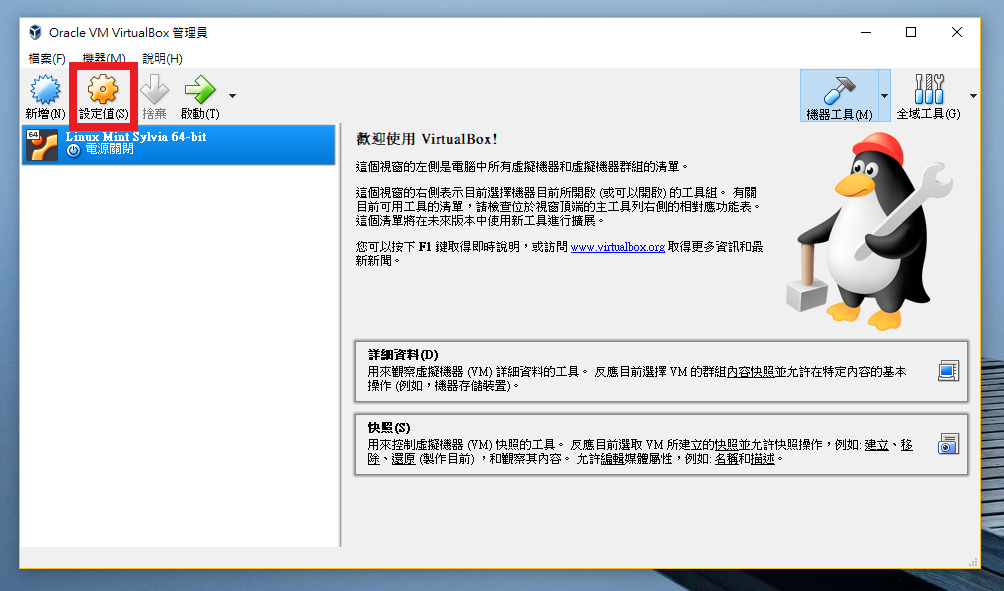 Oracle VM VirtualBox 管理員
檔案(F) 機器(M) 說明(H)
新增(N) 設定值(S) 捨棄 啟動(T) 機器工具(M) 全域工具(G)
64 Linux Mint Sylvia 64-bit
電源關閉
歡迎使用 VirtualBox!
這個視窗的左側是電腦中所有虛擬機器和虛擬機器群組的清單。
這個視窗的右側表示目前選擇機器目前所開啟 (或可以開啟) 的工具組。 有關
目前可用工具的清單，請檢查位於視窗頂端的主工具列右側的相對應功能表。
這個清單將在未來版本中使用新工具進行擴展。
您可以按下 F1 鍵取得即時說明，或訪問 www.virtualbox.org 取得更多資訊和最
新新聞。
詳細資料(D)
用來觀察虛擬機器 (VM) 詳細資料的工具。 反應目前選擇 VM 的群組內容快照並允許在特定內容的基本
操作 (例如，機器存儲裝置)。
快照(S)
用來控制虛擬機器 (VM) 快照的工具。 反應目前選取 VM 所建立的快照並允許快照操作，例如: 建立、移
除、還原 (製作目前) ，和觀察其內容。 允許編輯媒體屬性，例如: 名稱和描述。